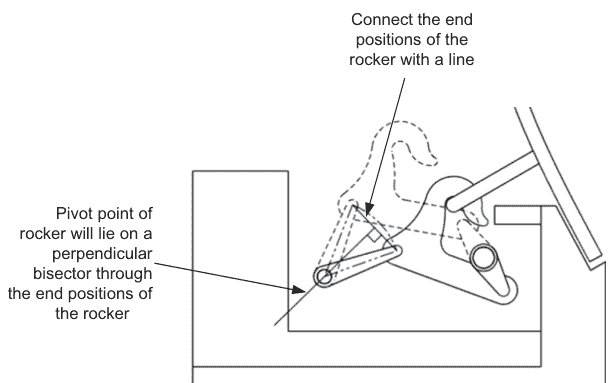 Connect the end
positions of the
rocker with a line
Pivot point of
rocker will lie on a
perpendicular
bisector through
the end positions of
the rocker